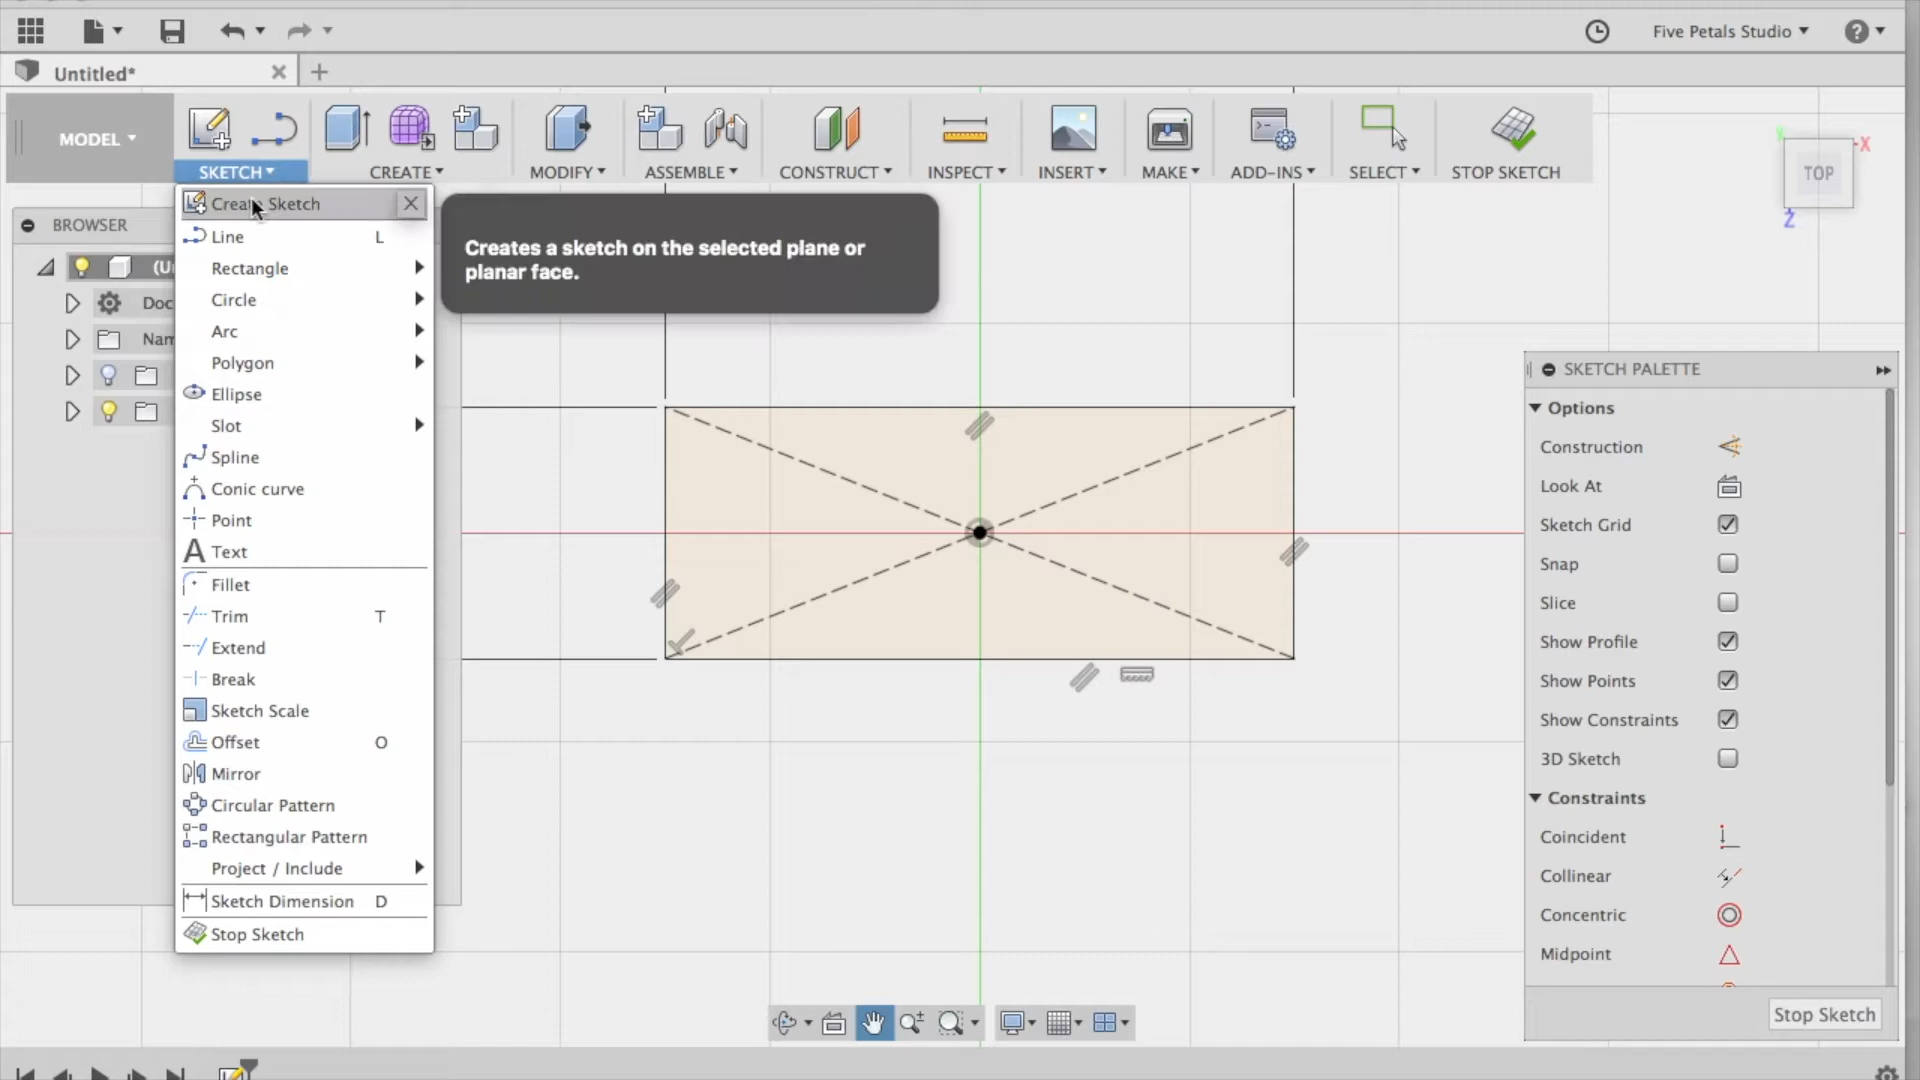 Five Petals Studio
Untitled*
MODEL
SKETCH
CREATE
MODIFY
ASSEMBLE
CONSTRUCT
INSPECT
INSERT
MAKE
ADD-INS
SELECT
STOP SKETCH
TOP
X
Z
BROWSER
(Un
Doc
Nam
Create Sketch
Line L
Rectangle
Circle
Arc
Polygon
Ellipse
Slot
Spline
Conic curve
Point
A Text
Fillet
Trim T
Extend
Break
Sketch Scale
Offset O
Mirror
Circular Pattern
Rectangular Pattern
Project / Include
Sketch Dimension D
Stop Sketch
Creates a sketch on the selected plane or
planar face.
SKETCH PALETTE
Options
Construction
Look At
Sketch Grid
Snap
Slice
Show Profile
Show Points
Show Constraints
3D Sketch
Constraints
Coincident
Collinear
Concentric
Midpoint
Stop Sketch